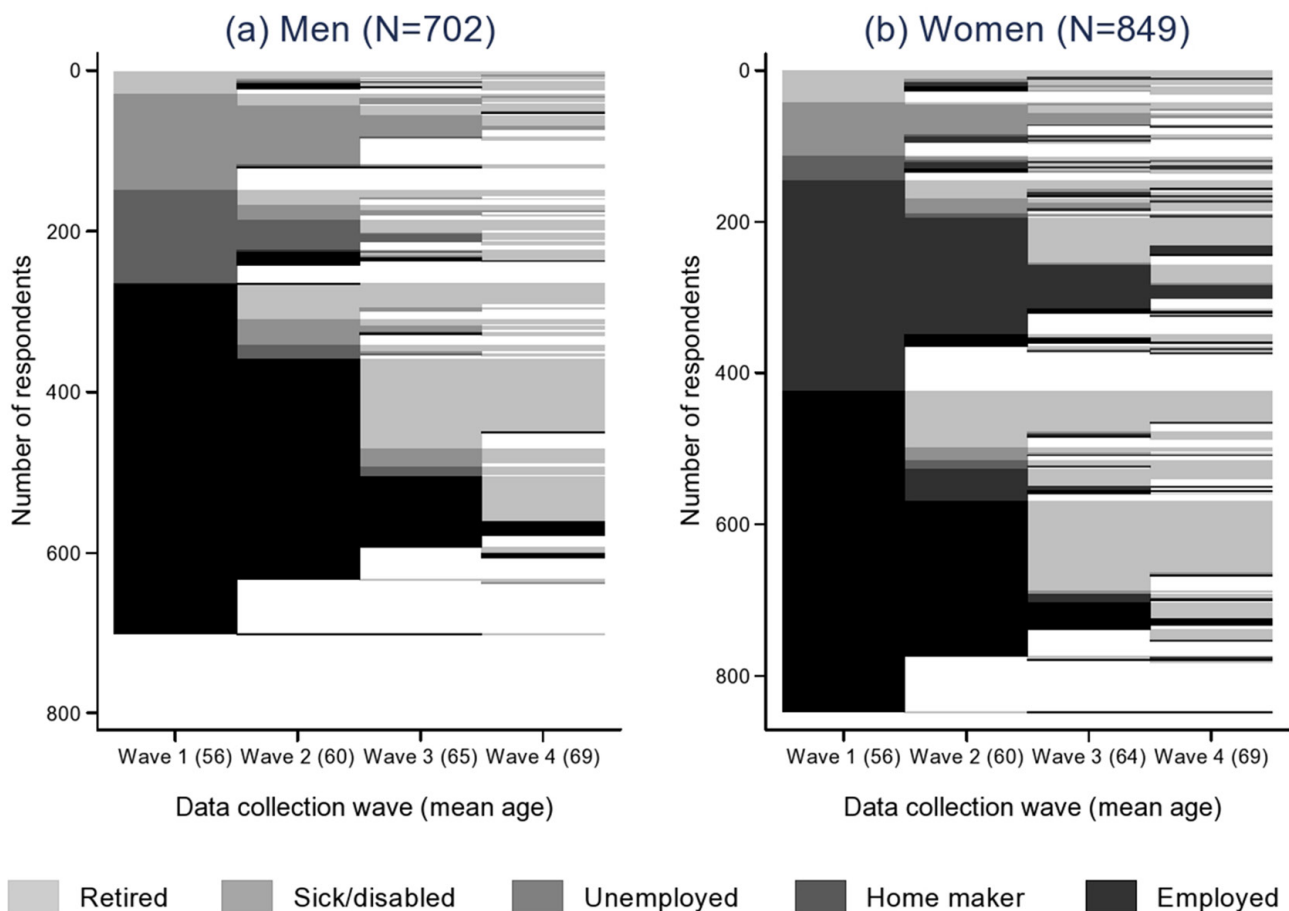 (a) Men (N=702)
(b) Women (N=849)
0
200
400
600
800
Number of respondents
Wave 1 (56) Wave 2 (60) Wave 3 (65) Wave 4 (69)
Data collection wave (mean age)
0
200
400
600
800
Number of respondents
Wave 1 (56) Wave 2 (60) Wave 3 (64) Wave 4 (69)
Data collection wave (mean age)
Retired Sick/disabled Unemployed Home maker Employed